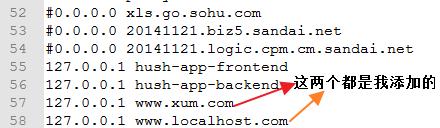 52 #0.0.0.0 xls.go.sohu.com
53 #0.0.0.0 20141121.biz5.sandai.net
54 #0.0.0.0 20141121.logic.cpm.cm.sandai.net
55 127.0.0.1 hush-app-frontend
56 127.0.0.1 hush-app-backend 这两个都是我添加的
57 127.0.0.1 www.xum.com
58 127.0.0.1 www.localhost.com